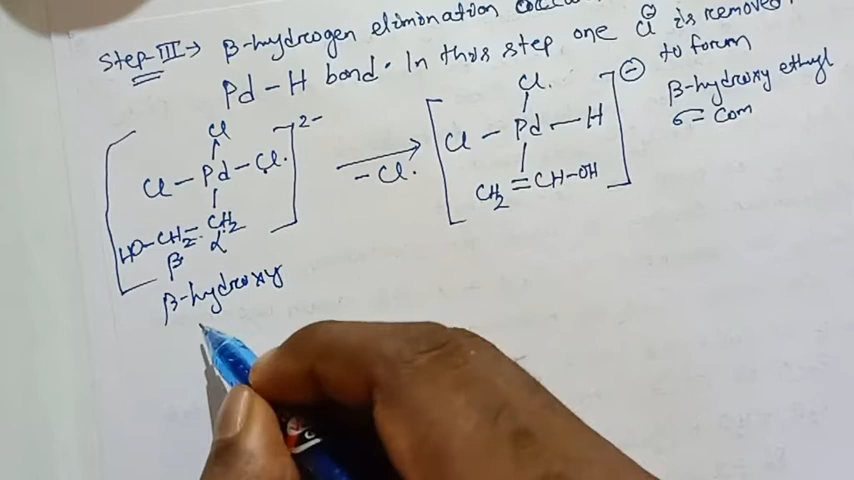 Step-III → β-hydrogen elimination
Pd-H bond. In this step one Cl⊖ is removed
to form
β-hydroxy ethyl
σ = Com
[ Cl ]2-
Cl-Pd-Cl.
HO-CH2-CH2
β α
β-hydroxy
→
-Cl.
[ Cl. ]⊖
Cl-Pd-H
CH2=CH-OH